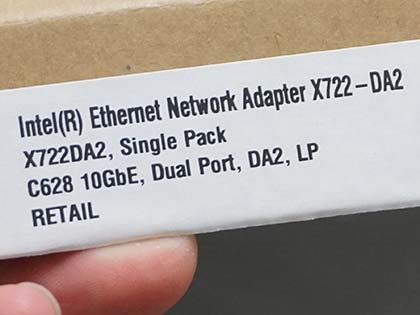 Intel(R) Ethernet Network Adapter X722-DA2
X722DA2, Single Pack
C628 10GbE, Dual Port, DA2, LP
RETAIL